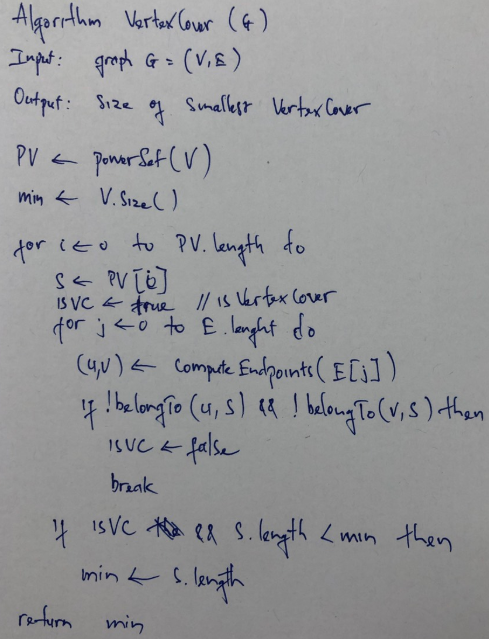 Algorithm VertexCover (G)
Input: graph G = (V,E)
Output: Size of Smallest VertexCover
PV ← powerSet(V)
min ← V.Size()
for i ← 0 to PV.length do
S ← PV[i]
isVC ← true // is VertexCover
for j ← 0 to E.lenght do
(u,v) ← computeEndpoints(E[j])
if !belongTo(u,S) && !belongTo(v,S) then
isVC ← false
break
if isVC && S.length < min then
min ← S.length
return min